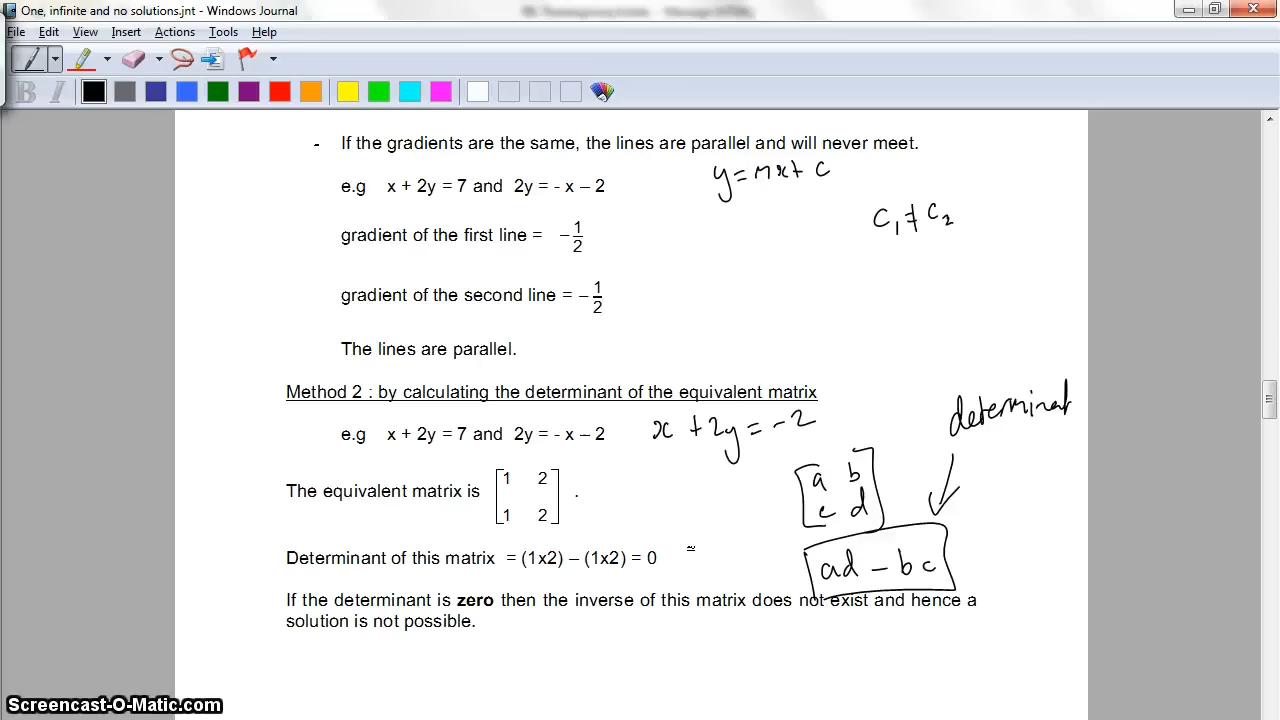 One, infinite and no solutions.jnt - Windows Journal
File Edit View Insert Actions Tools Help
B I
- If the gradients are the same, the lines are parallel and will never meet.
y = mx + c
e.g x + 2y = 7 and 2y = - x – 2
c₁ ≠ c₂
gradient of the first line = –1/2
gradient of the second line = –1/2
The lines are parallel.
Method 2 : by calculating the determinant of the equivalent matrix
determinant
e.g x + 2y = 7 and 2y = - x – 2 x + 2y = -2
The equivalent matrix is [1 2
1 2] .
[a b
c d]
Determinant of this matrix = (1x2) – (1x2) = 0
ad - bc
If the determinant is zero then the inverse of this matrix does not exist and hence a
solution is not possible.
Screencast-O-Matic.com